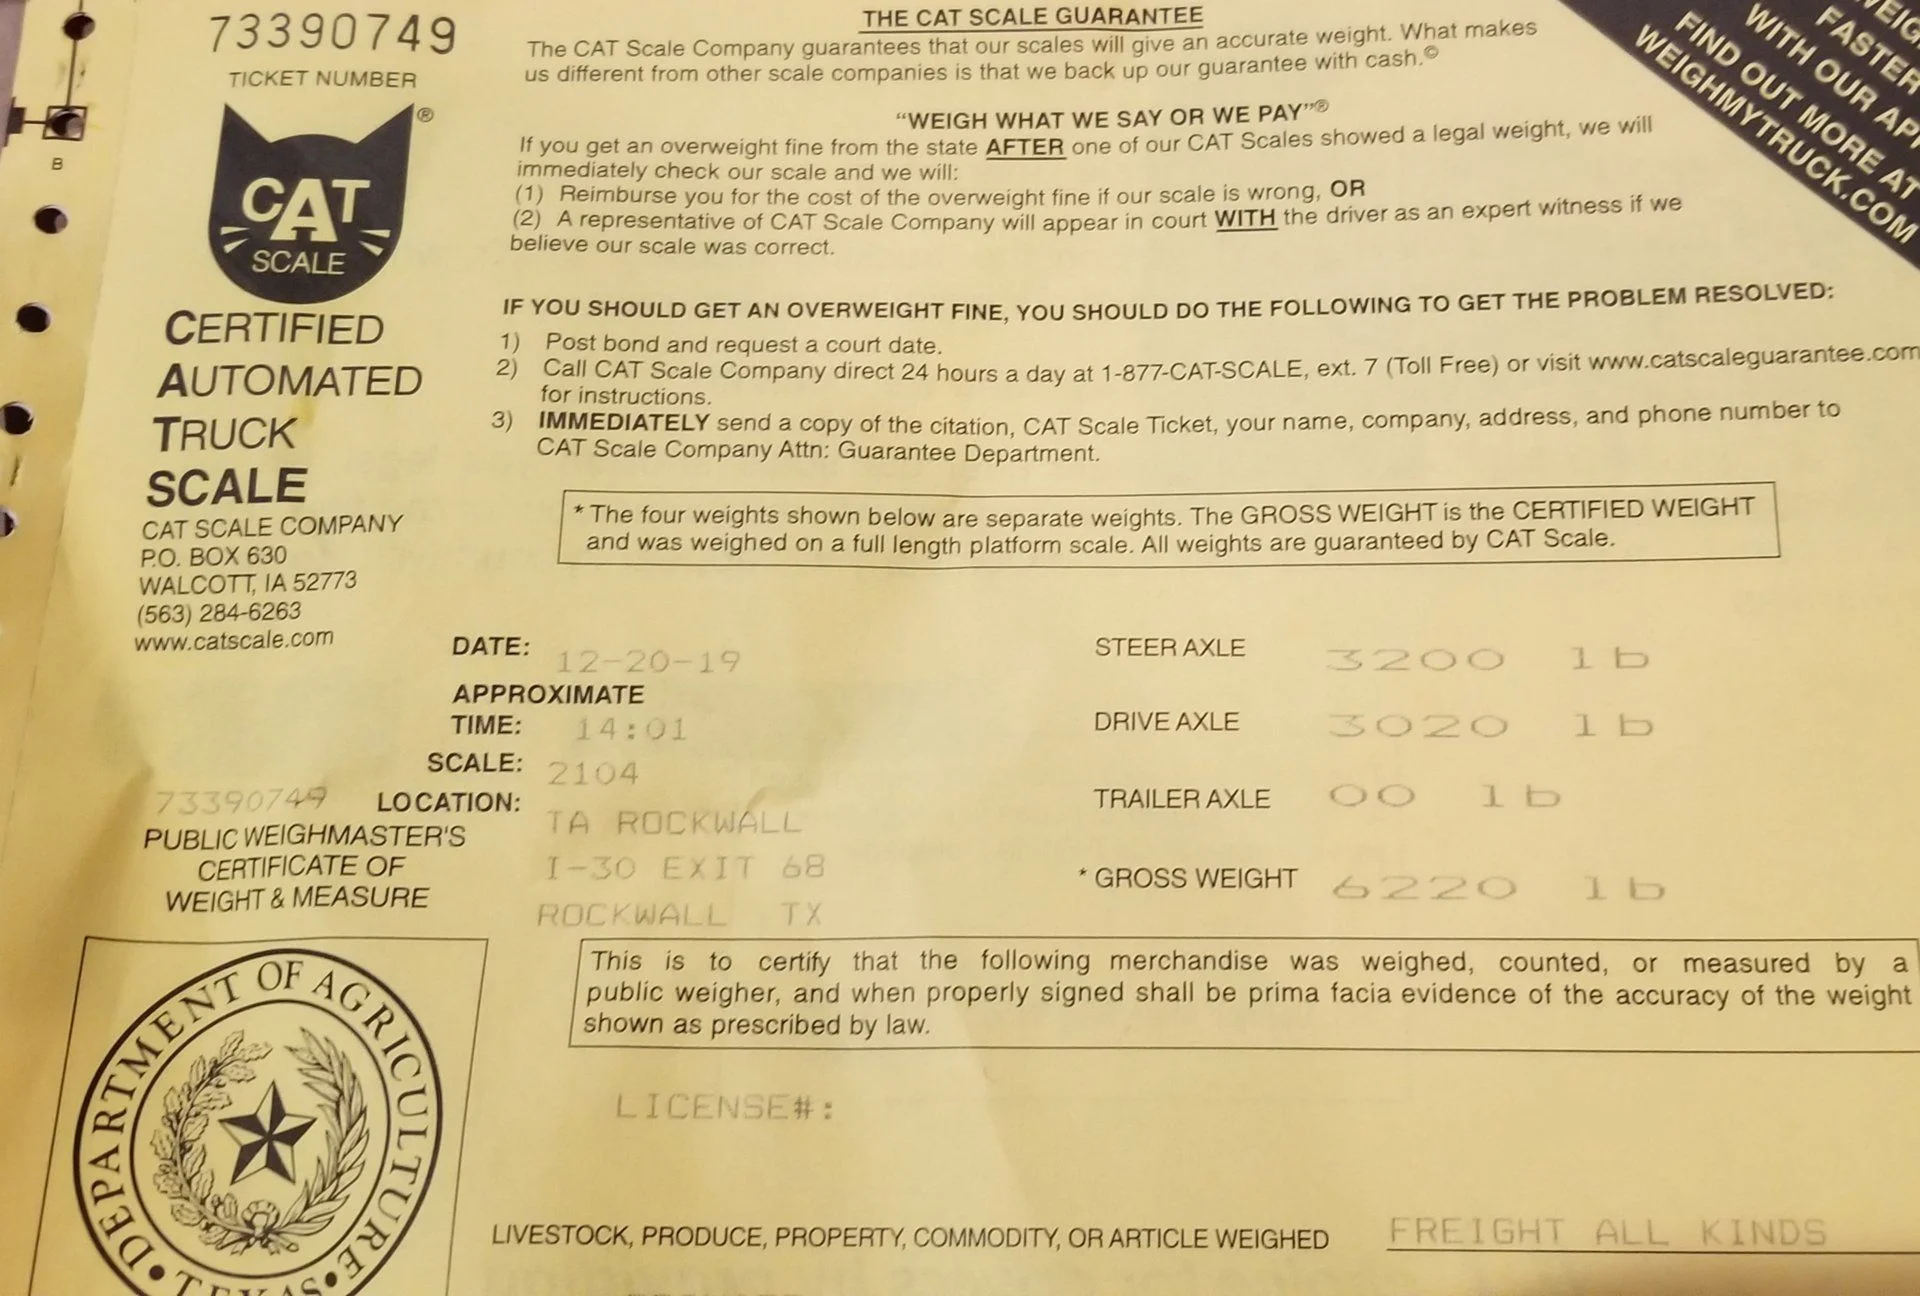 73390749
TICKET NUMBER
CAT
SCALE
®
CERTIFIED
AUTOMATED
TRUCK
SCALE
CAT SCALE COMPANY
P.O. BOX 630
WALCOTT, IA 52773
(563) 284-6263
www.catscale.com
B
THE CAT SCALE GUARANTEE
The CAT Scale Company guarantees that our scales will give an accurate weight. What makes
us different from other scale companies is that we back up our guarantee with cash.©
"WEIGH WHAT WE SAY OR WE PAY"®
If you get an overweight fine from the state AFTER one of our CAT Scales showed a legal weight, we will
immediately check our scale and we will:
(1) Reimburse you for the cost of the overweight fine if our scale is wrong, OR
(2) A representative of CAT Scale Company will appear in court WITH the driver as an expert witness if we
believe our scale was correct.
FASTER
WITH OUR APP
FIND OUT MORE AT
WEIGHMYTRUCK.COM
IF YOU SHOULD GET AN OVERWEIGHT FINE, YOU SHOULD DO THE FOLLOWING TO GET THE PROBLEM RESOLVED:
1) Post bond and request a court date.
2) Call CAT Scale Company direct 24 hours a day at 1-877-CAT-SCALE, ext. 7 (Toll Free) or visit www.catscaleguarantee.com
for instructions.
3) IMMEDIATELY send a copy of the citation, CAT Scale Ticket, your name, company, address, and phone number to
CAT Scale Company Attn: Guarantee Department.
* The four weights shown below are separate weights. The GROSS WEIGHT is the CERTIFIED WEIGHT
and was weighed on a full length platform scale. All weights are guaranteed by CAT Scale.
DATE: 12-20-19
APPROXIMATE
TIME: 14:01
SCALE: 2104
LOCATION: TA ROCKWALL
I-30 EXIT 68
ROCKWALL TX
STEER AXLE 3200 lb
DRIVE AXLE 3020 lb
TRAILER AXLE 00 lb
* GROSS WEIGHT 6220 lb
73390749
PUBLIC WEIGHMASTER'S
CERTIFICATE OF
WEIGHT & MEASURE
This is to certify that the following merchandise was weighed, counted, or measured by a
public weigher, and when properly signed shall be prima facia evidence of the accuracy of the weight
shown as prescribed by law.
DEPARTMENT OF AGRICULTURE
TEXAS
LICENSE#:
LIVESTOCK, PRODUCE, PROPERTY, COMMODITY, OR ARTICLE WEIGHED FREIGHT ALL KINDS